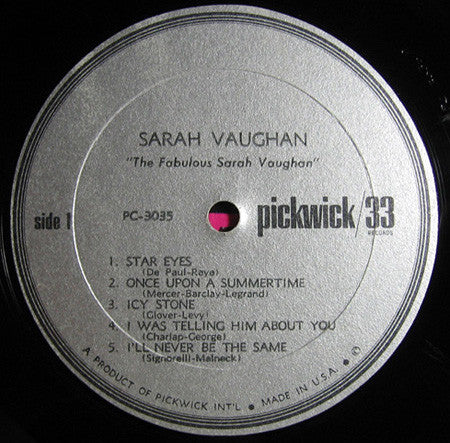 SARAH VAUGHAN
"The Fabulous Sarah Vaughan"
side 1
PC-3035
pickwick/33
RECORDS
1. STAR EYES
(De Paul-Raye)
2. ONCE UPON A SUMMERTIME
(Mercer-Barclay-Legrand)
3. ICY STONE
(Glover-Levy)
4. I WAS TELLING HIM ABOUT YOU
(Charlap-George)
5. I'LL NEVER BE THE SAME
(Signorelli-Malneck)
A PRODUCT OF PICKWICK INT'L • MADE IN U.S.A. • ©